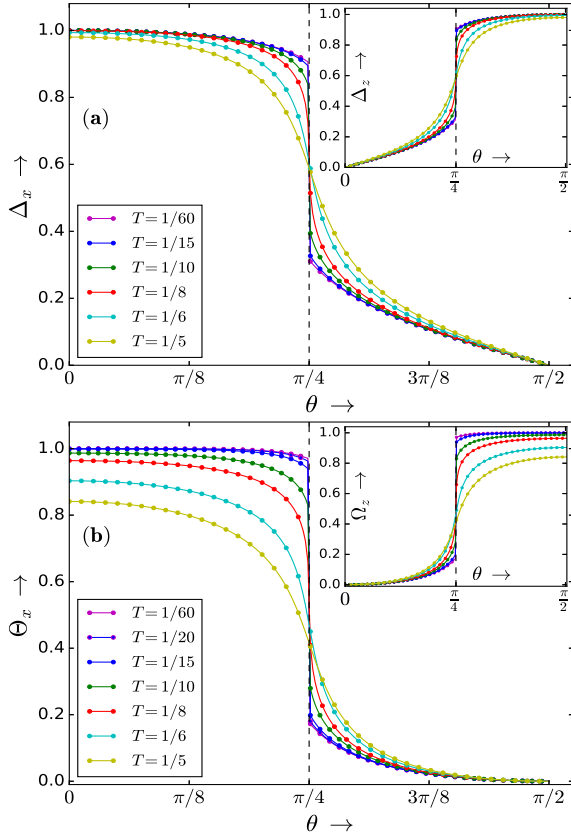 (a)
Δx →
1.0
0.8
0.6
0.4
0.2
0.0
0 π/8 π/4 3π/8 π/2
θ →
T = 1/60
T = 1/15
T = 1/10
T = 1/8
T = 1/6
T = 1/5
Δz →
1.0
0.8
0.6
0.4
0.2
0.0
0 π/4 π/2
θ →
(b)
Θx →
1.0
0.8
0.6
0.4
0.2
0.0
0 π/8 π/4 3π/8 π/2
θ →
T = 1/60
T = 1/20
T = 1/15
T = 1/10
T = 1/8
T = 1/6
T = 1/5
Ωz →
1.0
0.8
0.6
0.4
0.2
0.0
0 π/4 π/2
θ →